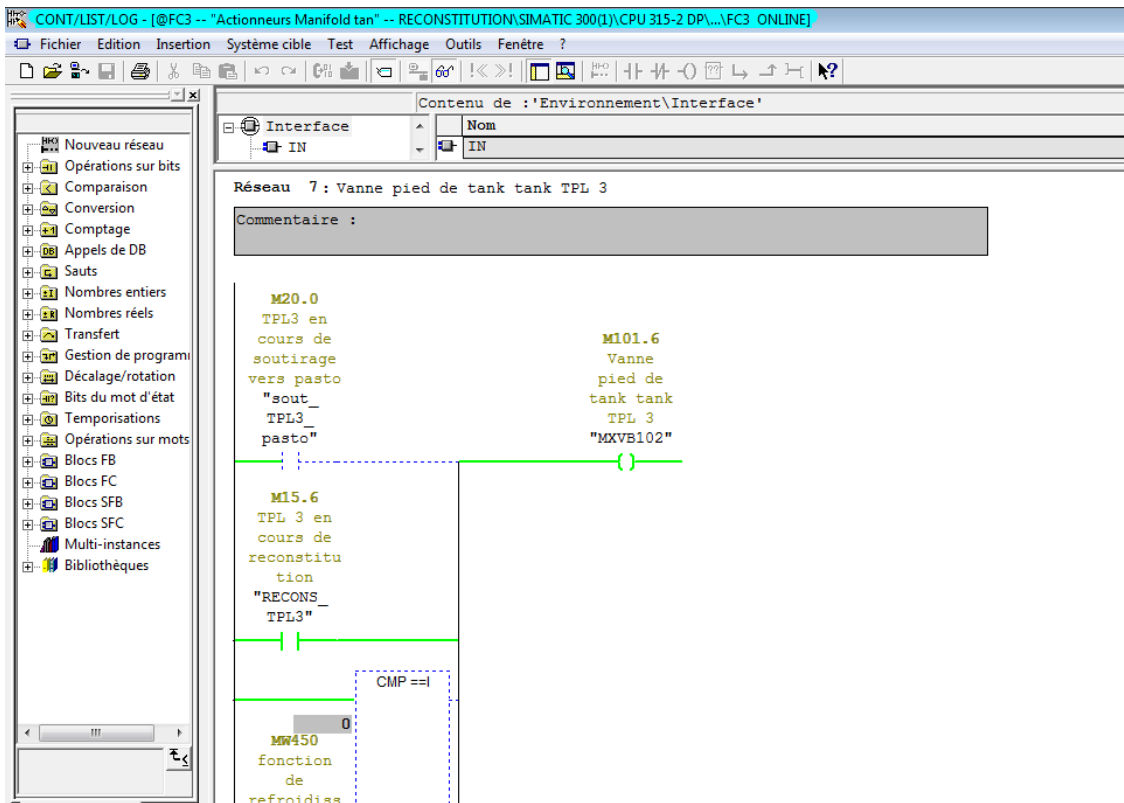 CONT/LIST/LOG - [@FC3 -- "Actionneurs Manifold tan" -- RECONSTITUTION\SIMATIC 300(1)\CPU 315-2 DP\...\FC3 ONLINE]
Fichier Edition Insertion Système cible Test Affichage Outils Fenêtre ?
Contenu de :'Environnement\Interface'
Interface
IN
Nom
IN
Nouveau réseau
Opérations sur bits
Comparaison
Conversion
Comptage
DB Appels de DB
Sauts
Nombres entiers
Nombres réels
Transfert
Gestion de programi
Décalage/rotation
Bits du mot d'état
Temporisations
Opérations sur mots
Blocs FB
Blocs FC
Blocs SFB
Blocs SFC
Multi-instances
Bibliothèques
Réseau 7: Vanne pied de tank tank TPL 3
Commentaire :
M20.0
TPL3 en
cours de
soutirage
vers pasto
"sout_
TPL3_
pasto"
M101.6
Vanne
pied de
tank tank
TPL 3
"MXVB102"
M15.6
TPL 3 en
cours de
reconstitu
tion
"RECONS_
TPL3"
CMP ==I
0
MW450
fonction
de
refroidiss